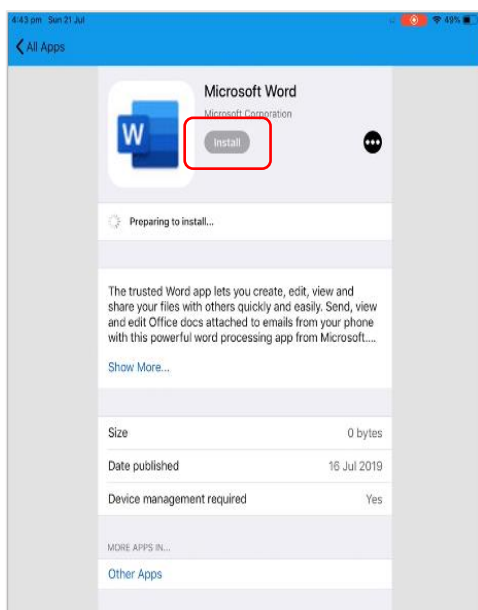 4:43 pm Sun 21 Jul
49%
All Apps
Microsoft Word
Microsoft Corporation
W
Install
Preparing to install...
The trusted Word app lets you create, edit, view and
share your files with others quickly and easily. Send, view
and edit Office docs attached to emails from your phone
with this powerful word processing app from Microsoft....
Show More...
Size 0 bytes
Date published 16 Jul 2019
Device management required Yes
MORE APPS IN...
Other Apps